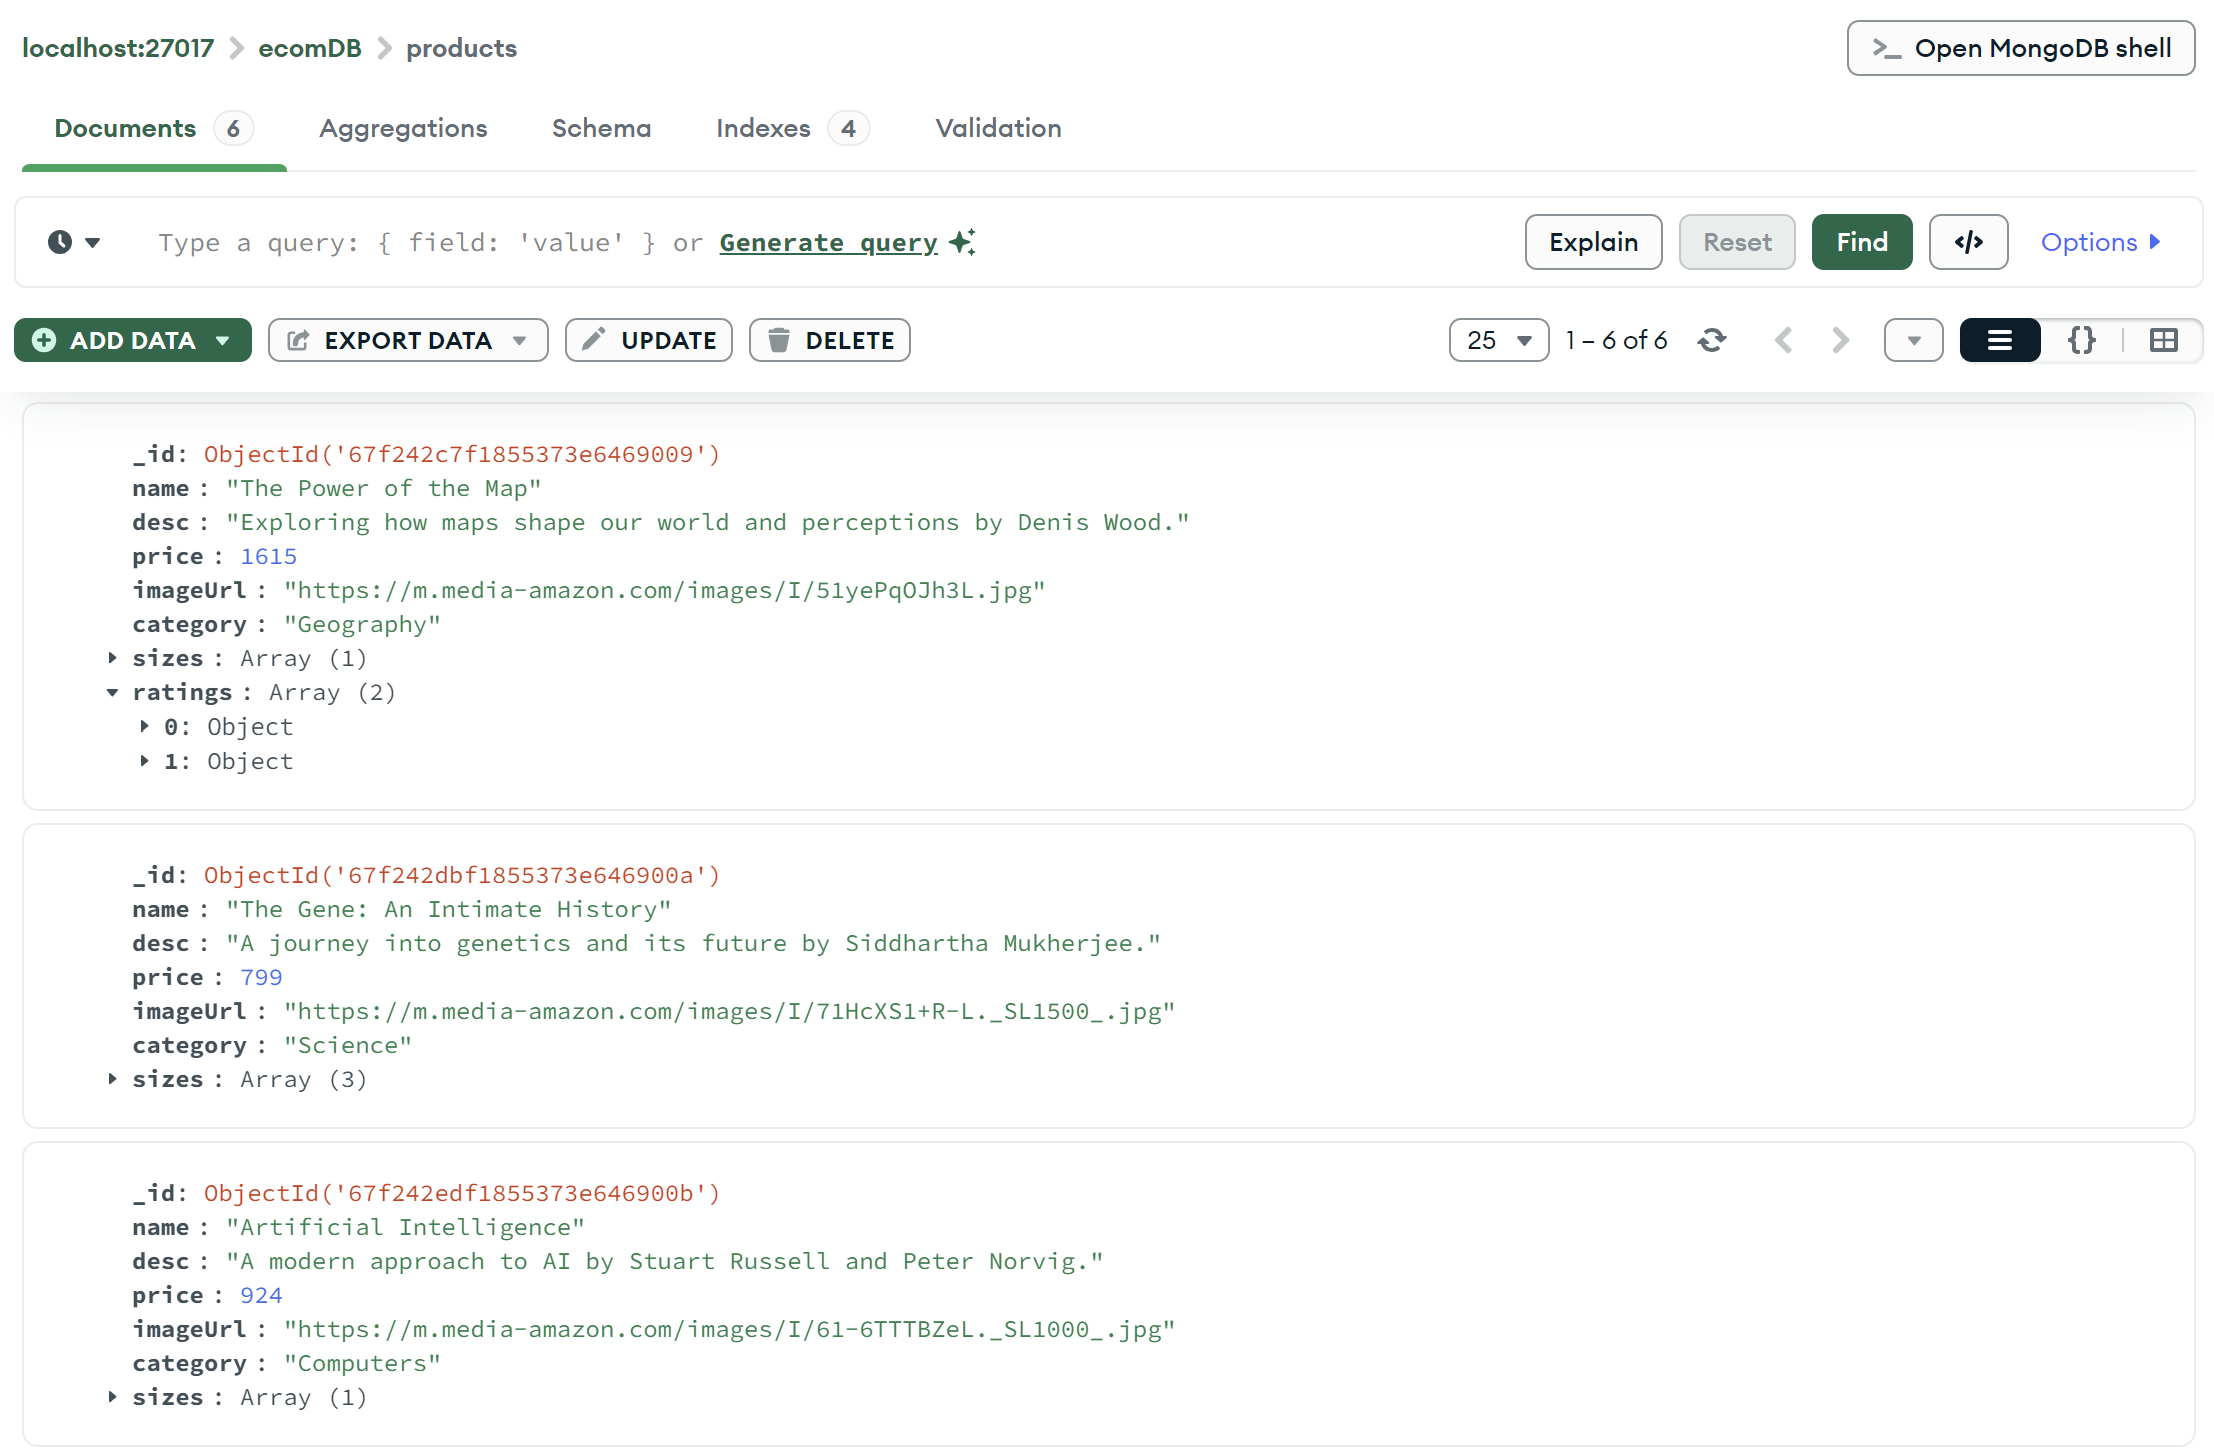 localhost:27017 > ecomDB > products
>_ Open MongoDB shell
Documents 6 Aggregations Schema Indexes 4 Validation
Type a query: { field: 'value' } or Generate query
Explain Reset Find </> Options
ADD DATA EXPORT DATA UPDATE DELETE 25 1 – 6 of 6 {}
_id: ObjectId('67f242c7f1855373e6469009')
name : "The Power of the Map"
desc : "Exploring how maps shape our world and perceptions by Denis Wood."
price : 1615
imageUrl : "https://m.media-amazon.com/images/I/51yePqOJh3L.jpg"
category : "Geography"
sizes : Array (1)
ratings : Array (2)
0: Object
1: Object
_id: ObjectId('67f242dbf1855373e646900a')
name : "The Gene: An Intimate History"
desc : "A journey into genetics and its future by Siddhartha Mukherjee."
price : 799
imageUrl : "https://m.media-amazon.com/images/I/71HcXS1+R-L._SL1500_.jpg"
category : "Science"
sizes : Array (3)
_id: ObjectId('67f242edf1855373e646900b')
name : "Artificial Intelligence"
desc : "A modern approach to AI by Stuart Russell and Peter Norvig."
price : 924
imageUrl : "https://m.media-amazon.com/images/I/61-6TTTBZeL._SL1000_.jpg"
category : "Computers"
sizes : Array (1)